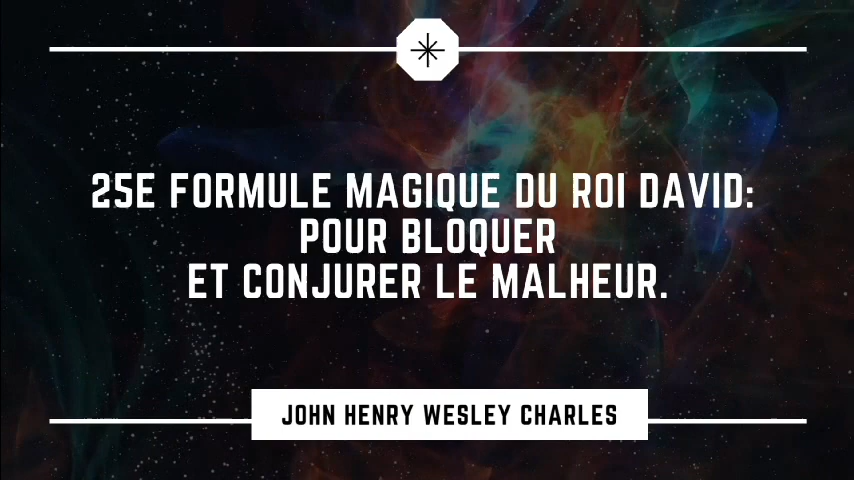 25E FORMULE MAGIQUE DU ROI DAVID:
POUR BLOQUER
ET CONJURER LE MALHEUR.
JOHN HENRY WESLEY CHARLES